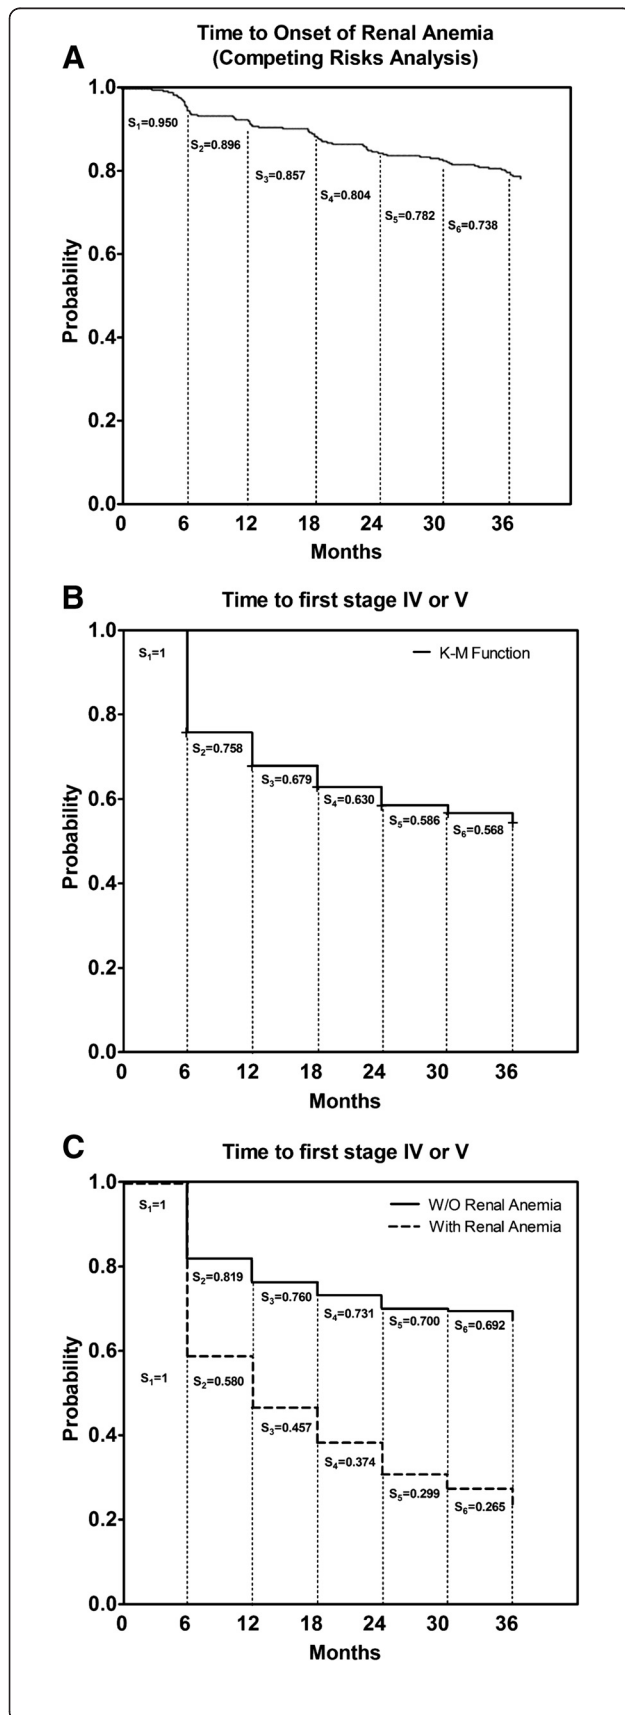 A
Time to Onset of Renal Anemia
(Competing Risks Analysis)
1.0
0.8
0.6
0.4
0.2
0.0
Probability
S1=0.950
S2=0.896
S3=0.857
S4=0.804
S5=0.782
S6=0.738
0 6 12 18 24 30 36
Months
B
Time to first stage IV or V
1.0
0.8
0.6
0.4
0.2
0.0
Probability
K-M Function
S1=1
S2=0.758
S3=0.679
S4=0.630
S5=0.586
S6=0.568
0 6 12 18 24 30 36
Months
C
Time to first stage IV or V
1.0
0.8
0.6
0.4
0.2
0.0
Probability
W/O Renal Anemia
With Renal Anemia
S1=1
S2=0.819
S3=0.760
S4=0.731
S5=0.700
S6=0.692
S1=1
S2=0.580
S3=0.457
S4=0.374
S5=0.299
S6=0.265
0 6 12 18 24 30 36
Months